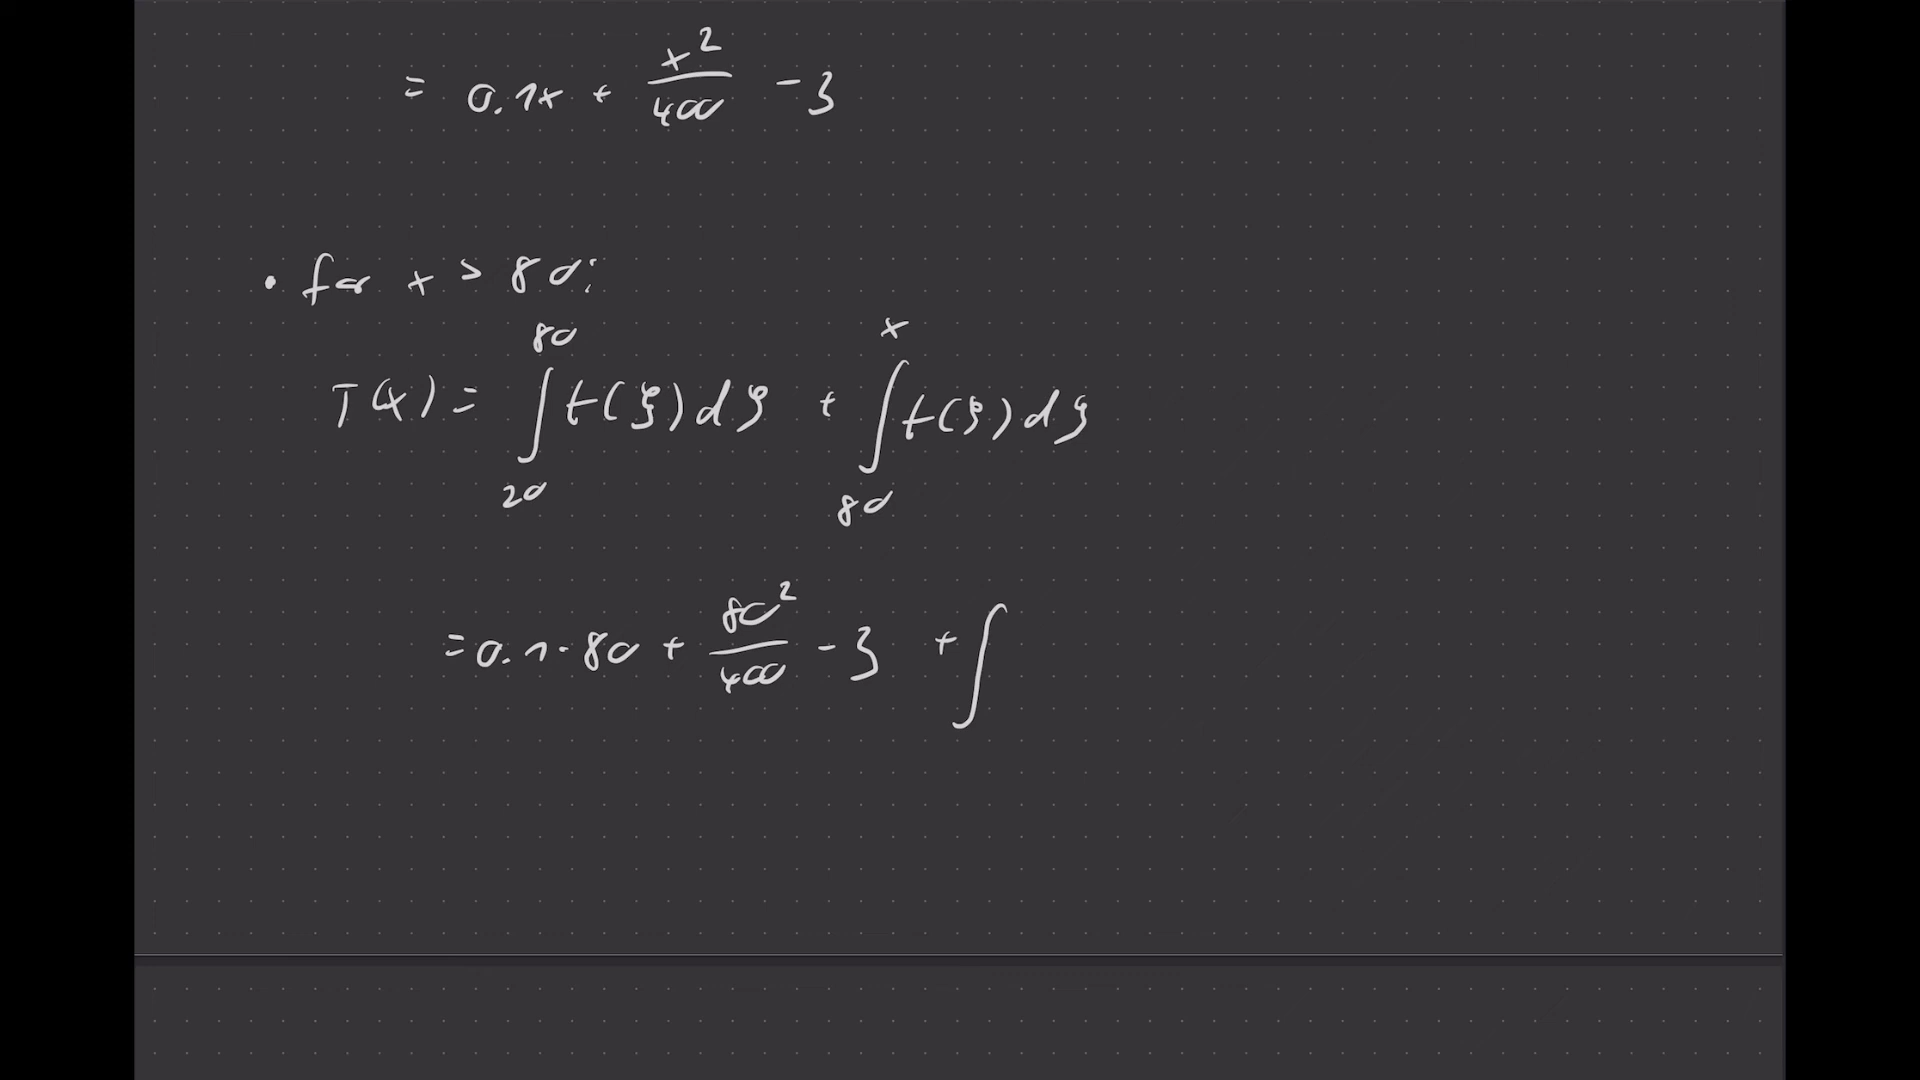 = 0.1x + x²/400 - 3
• for x > 80:
T(x) = ∫₂₀⁸⁰ t(ξ)dξ + ∫₈₀ˣ t(ξ)dξ
= 0.1·80 + 80²/400 - 3 + ∫